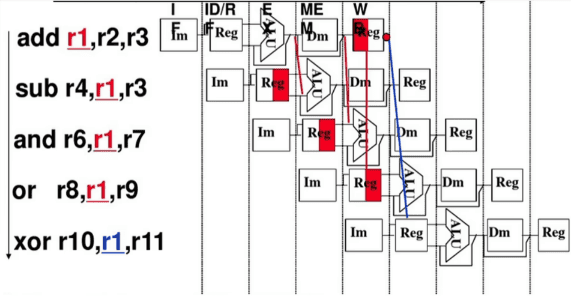 I ID/R E ME W
F F X M B
add r1,r2,r3 Im Reg ALU Dm Reg
sub r4,r1,r3 Im Reg ALU Dm Reg
and r6,r1,r7 Im Reg ALU Dm Reg
or r8,r1,r9 Im Reg ALU Dm Reg
xor r10,r1,r11 Im Reg ALU Dm Reg